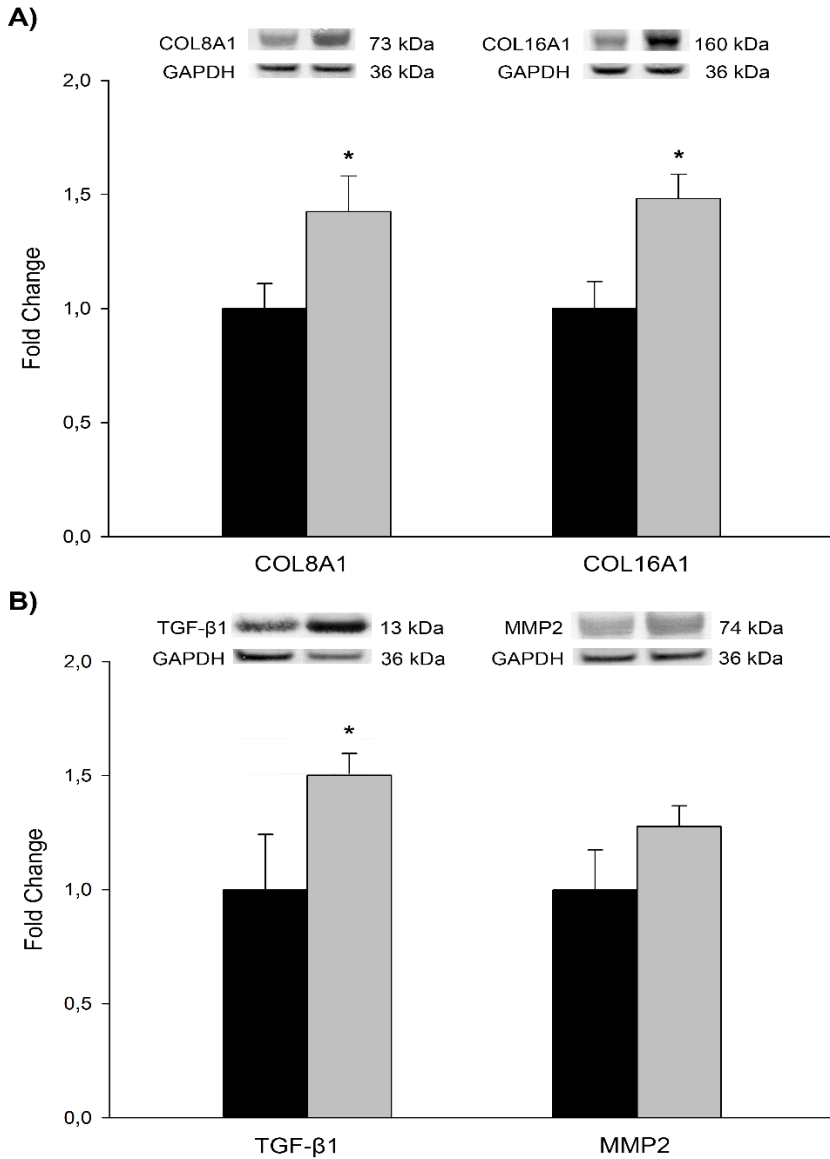 A)
COL8A1 73 kDa COL16A1 160 kDa
GAPDH 36 kDa GAPDH 36 kDa
2,0
* *
1,5
Fold Change
1,0
0,5
0,0
COL8A1 COL16A1
B)
TGF-β1 13 kDa MMP2 74 kDa
GAPDH 36 kDa GAPDH 36 kDa
2,0
*
1,5
Fold Change
1,0
0,5
0,0
TGF-β1 MMP2